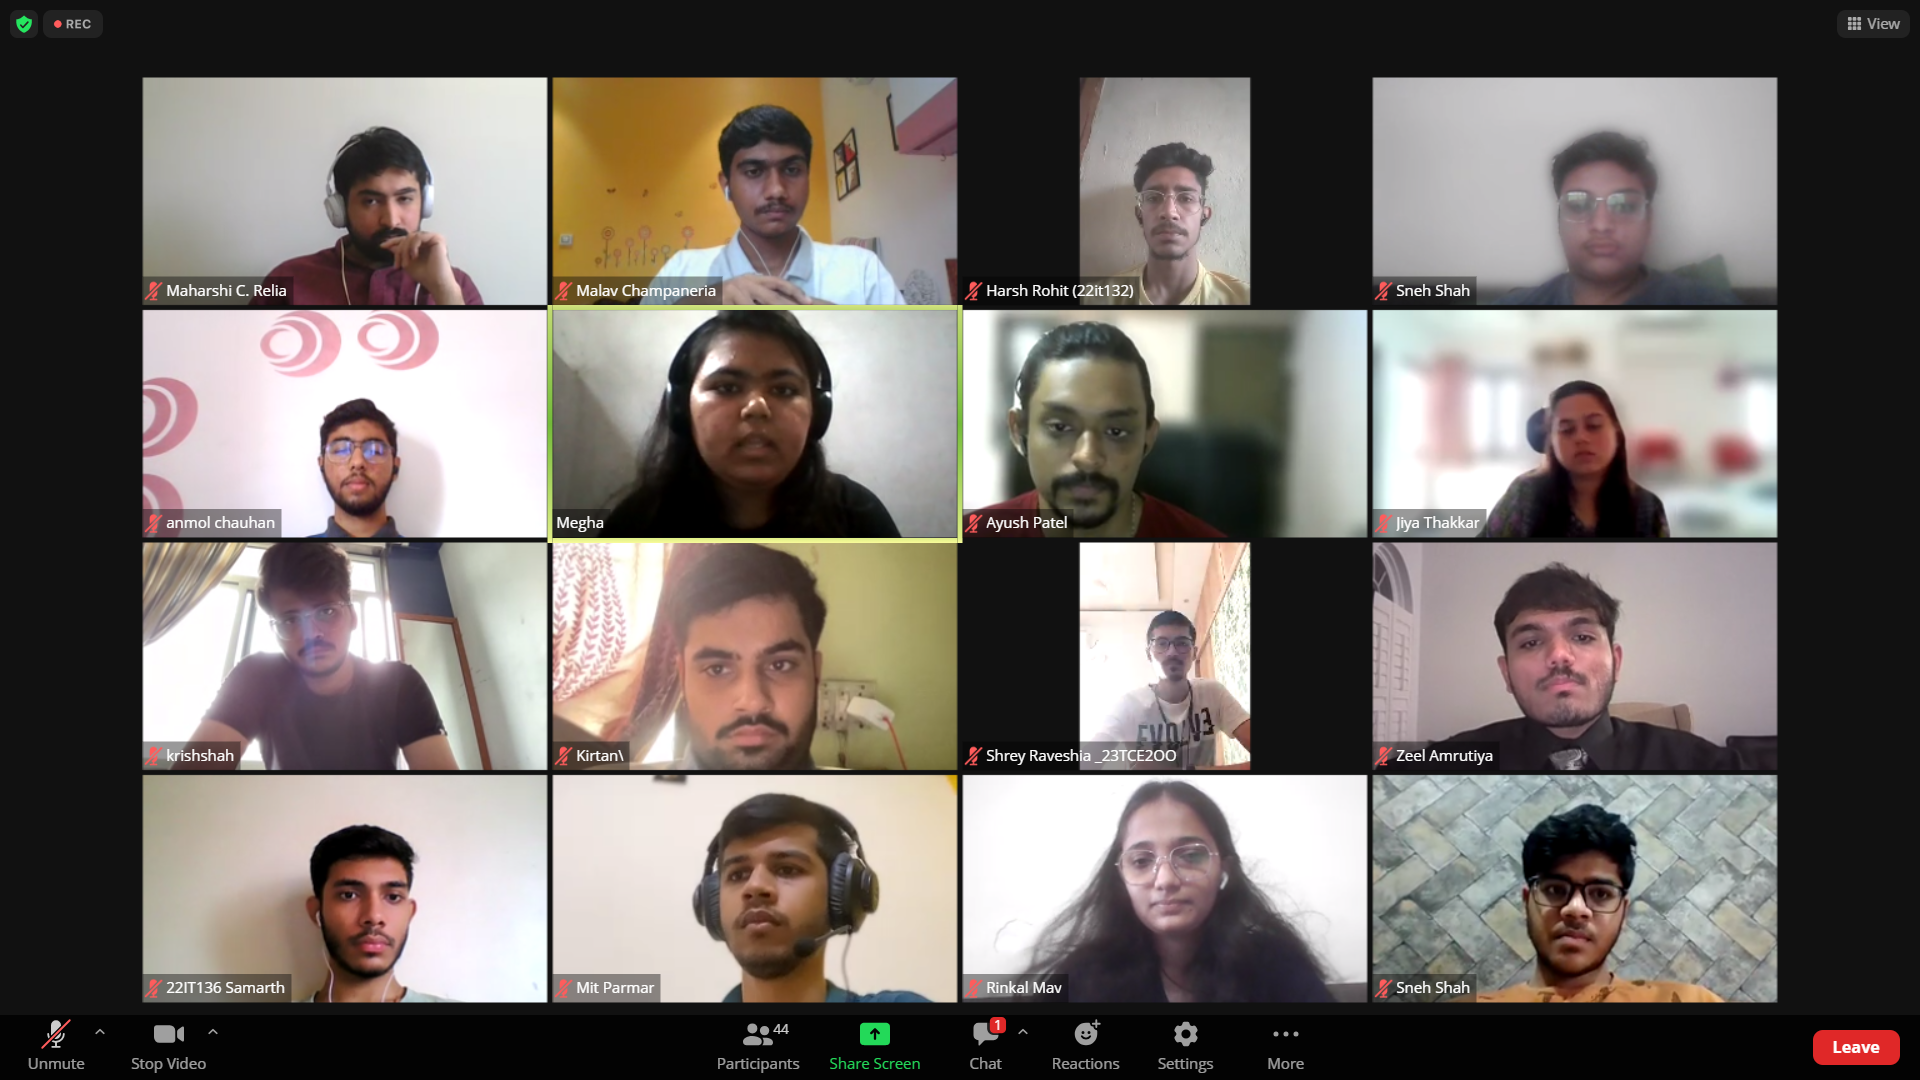 REC
View
Maharshi C. Relia
Malav Champaneria
Harsh Rohit (22it132)
Sneh Shah
anmol chauhan
Megha
Ayush Patel
Jiya Thakkar
krishshah
Kirtan\
Shrey Raveshia _23TCE2OO
Zeel Amrutiya
22IT136 Samarth
Mit Parmar
Rinkal Mav
Sneh Shah
Unmute
Stop Video
44
Participants
Share Screen
1
Chat
Reactions
Settings
More
Leave